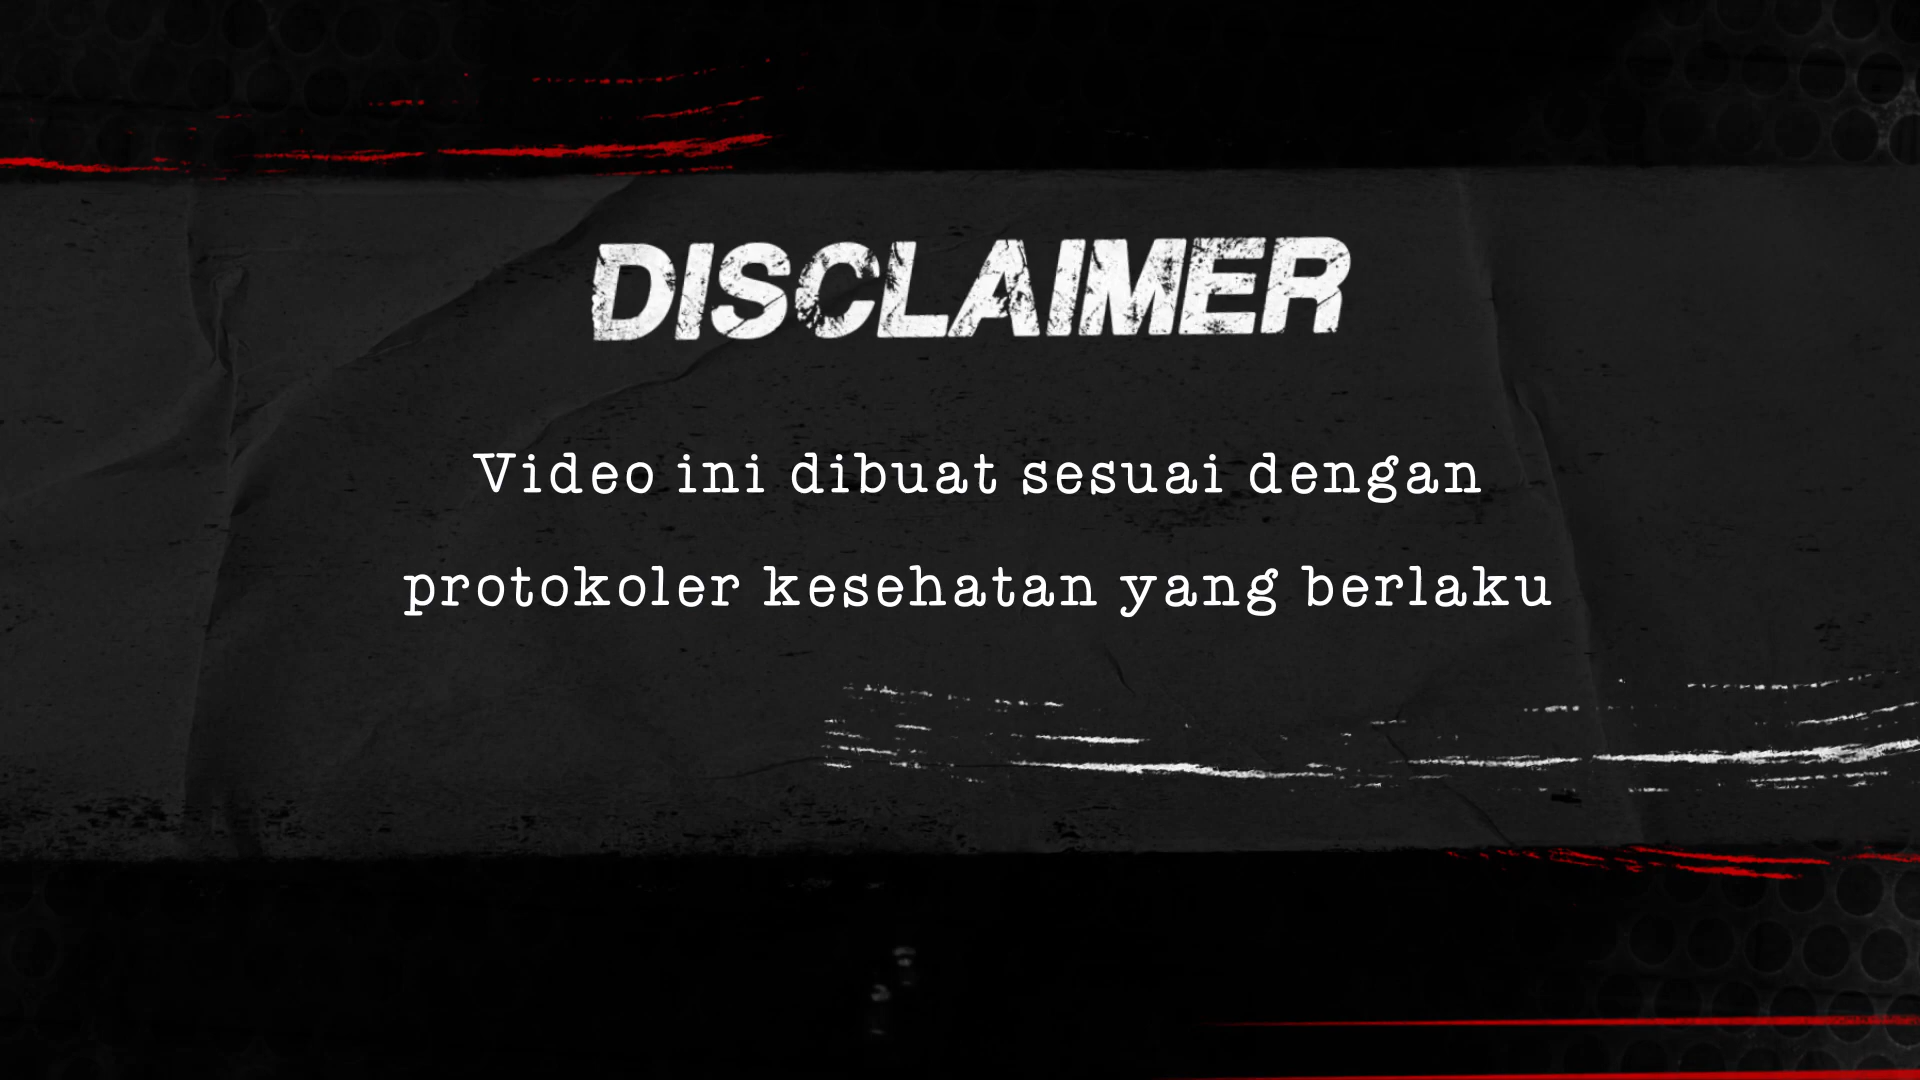 DISCLAIMER
Video ini dibuat sesuai dengan
protokoler kesehatan yang berlaku